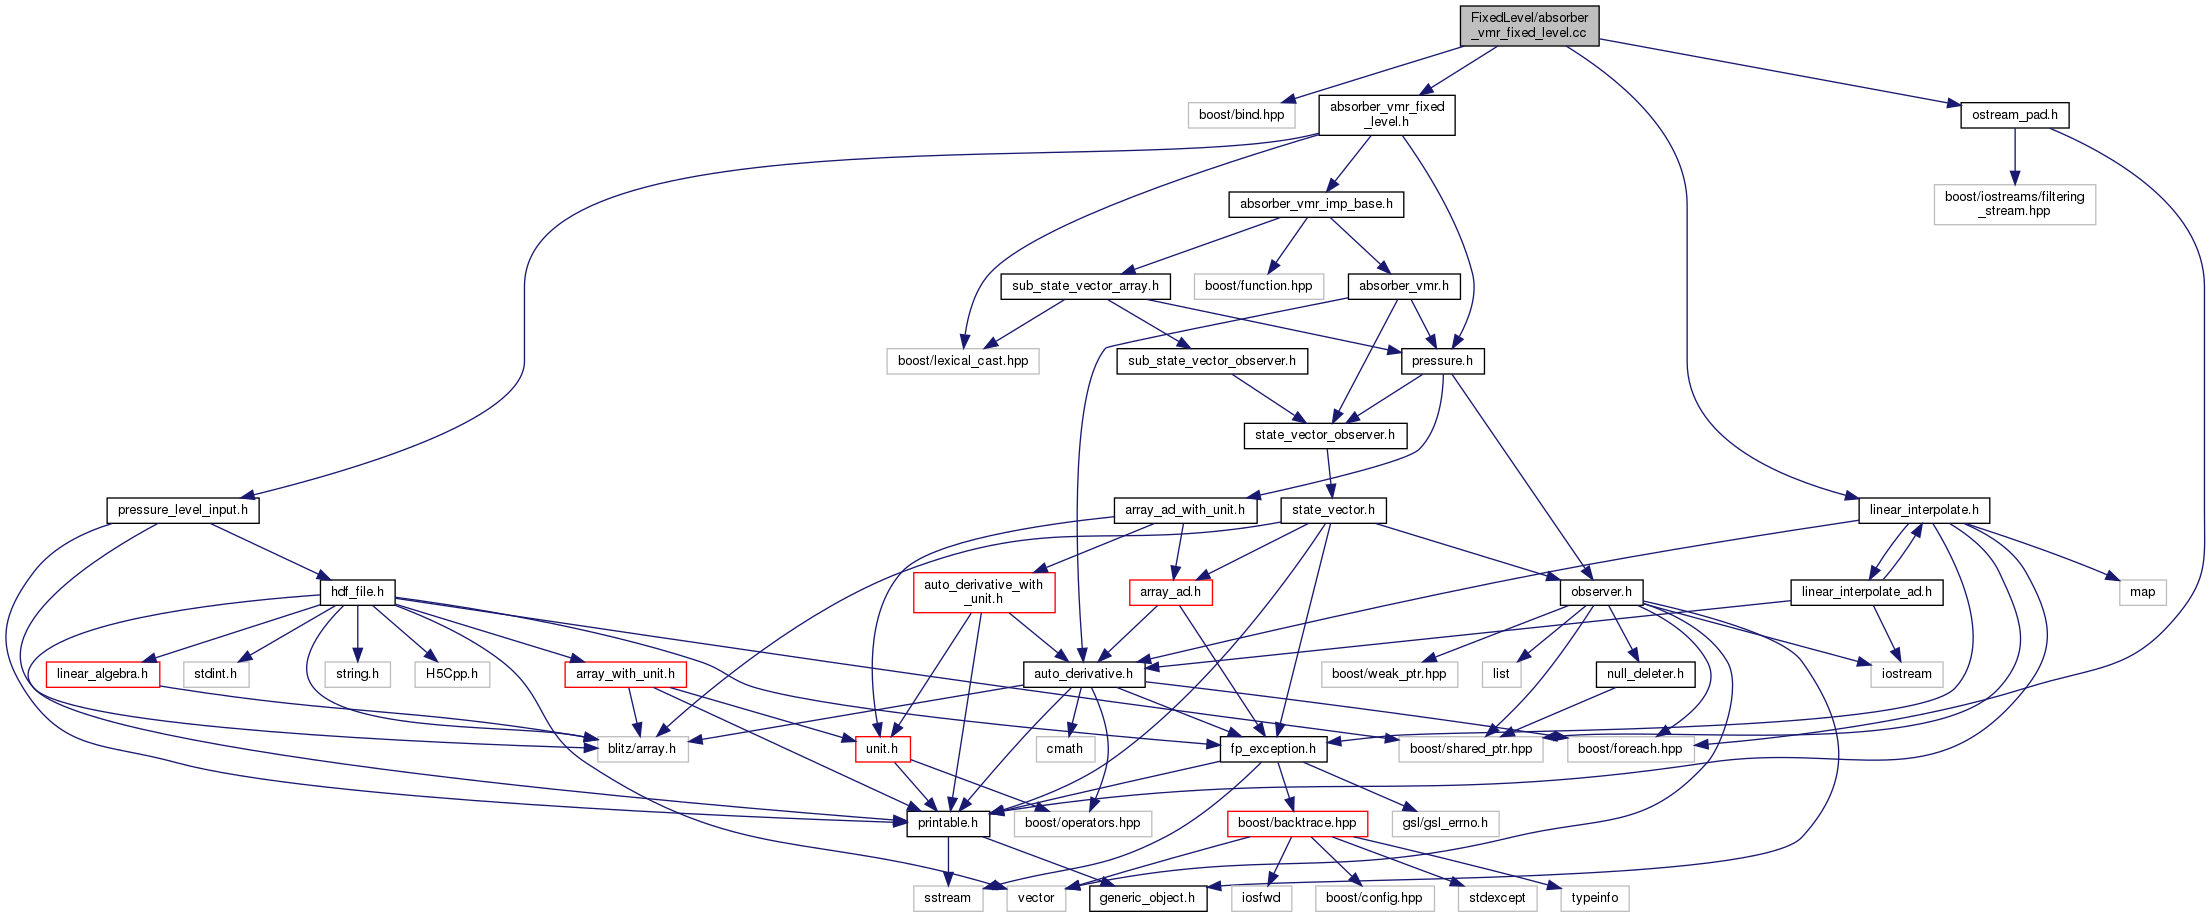 FixedLevel/absorber
_vmr_fixed_level.cc
boost/bind.hpp
absorber_vmr_fixed
_level.h
ostream_pad.h
absorber_vmr_imp_base.h
boost/iostreams/filtering
_stream.hpp
sub_state_vector_array.h
boost/function.hpp
absorber_vmr.h
boost/lexical_cast.hpp
sub_state_vector_observer.h
pressure.h
state_vector_observer.h
pressure_level_input.h
array_ad_with_unit.h
state_vector.h
linear_interpolate.h
hdf_file.h
auto_derivative_with
_unit.h
array_ad.h
observer.h
linear_interpolate_ad.h
map
linear_algebra.h
stdint.h
string.h
H5Cpp.h
array_with_unit.h
auto_derivative.h
boost/weak_ptr.hpp
list
null_deleter.h
iostream
blitz/array.h
unit.h
cmath
fp_exception.h
boost/shared_ptr.hpp
boost/foreach.hpp
printable.h
boost/operators.hpp
boost/backtrace.hpp
gsl/gsl_errno.h
sstream
vector
generic_object.h
iosfwd
boost/config.hpp
stdexcept
typeinfo